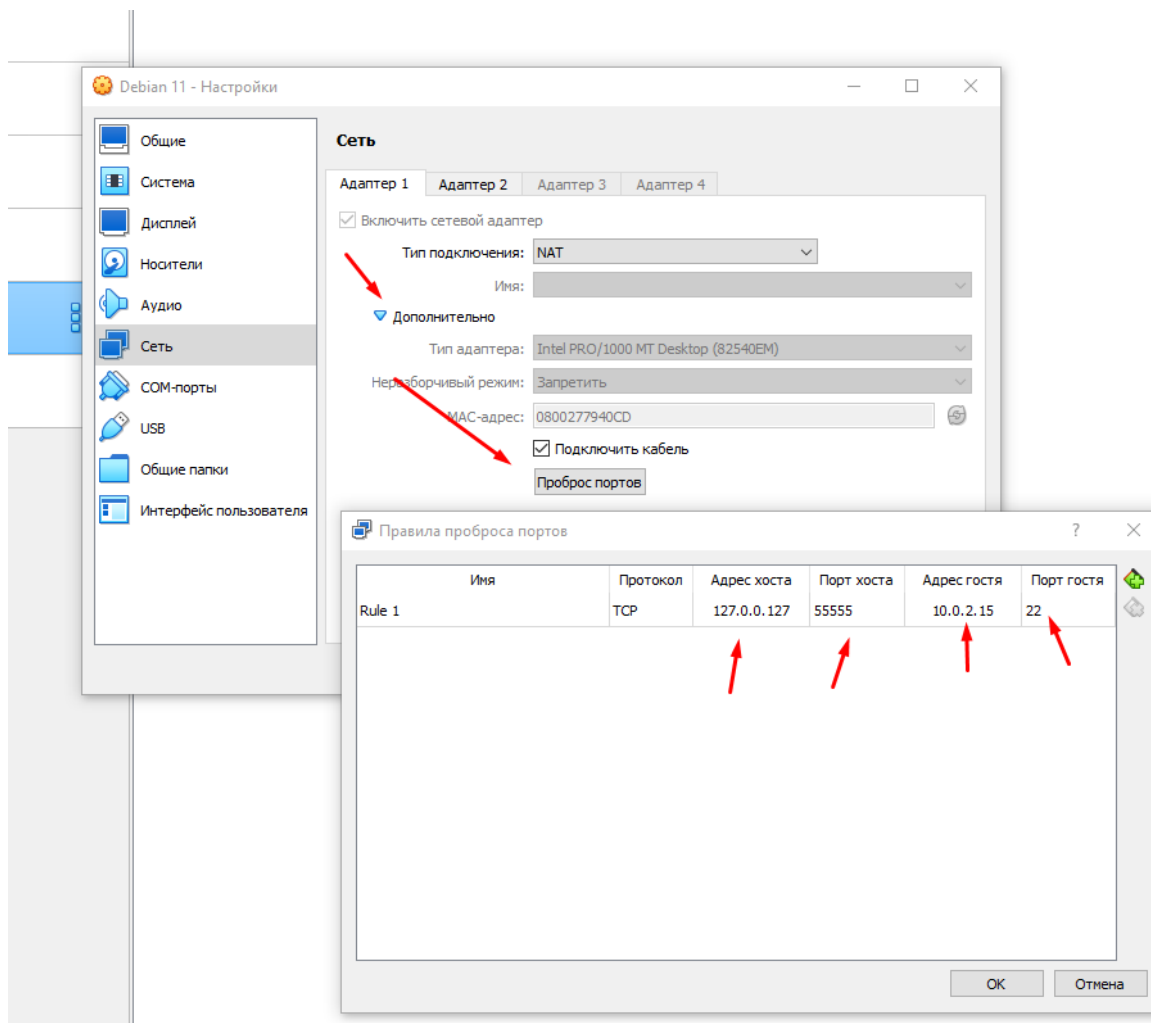 Debian 11 - Настройки
Общие
Система
Дисплей
Носители
Аудио
Сеть
COM-порты
USB
Общие папки
Интерфейс пользователя
Сеть
Адаптер 1 Адаптер 2 Адаптер 3 Адаптер 4
Включить сетевой адаптер
Тип подключения: NAT
Имя:
Дополнительно
Тип адаптера: Intel PRO/1000 MT Desktop (82540EM)
Неразборчивый режим: Запретить
MAC-адрес: 0800277940CD
Подключить кабель
Проброс портов
Правила проброса портов
Имя Протокол Адрес хоста Порт хоста Адрес гостя Порт гостя
Rule 1 TCP 127.0.0.127 55555 10.0.2.15 22
OK Отмена